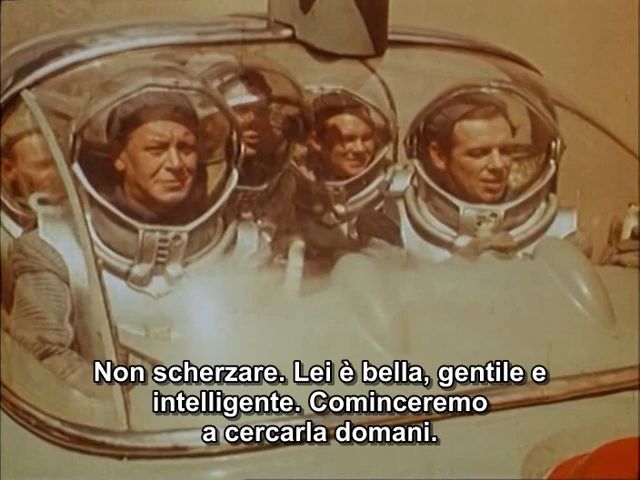 Non scherzare. Lei è bella, gentile e
intelligente. Cominceremo
a cercarla domani.